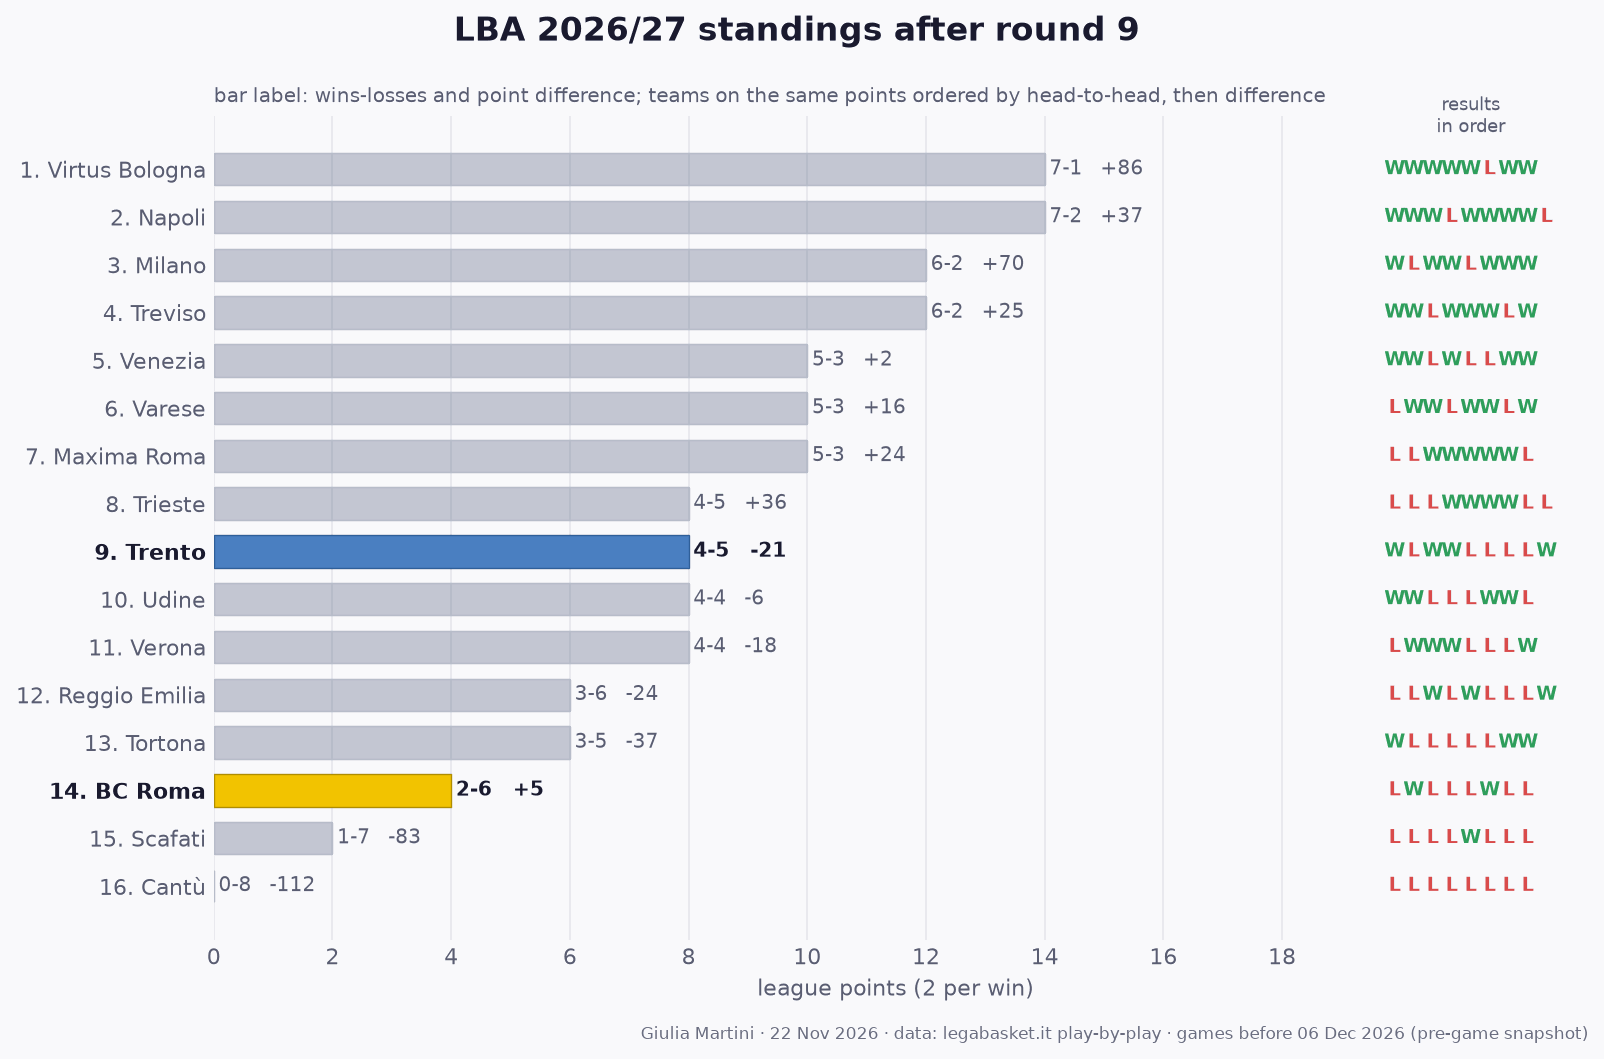 LBA 2026/27 standings after round 9
bar label: wins-losses and point difference; teams on the same points ordered by head-to-head, then difference
results
in order
1. Virtus Bologna 7-1 +86 WWWWWLWW
2. Napoli 7-2 +37 WWWLWWWWL
3. Milano 6-2 +70 WLWWLWWW
4. Treviso 6-2 +25 WWLWWWLW
5. Venezia 5-3 +2 WWLWLLWW
6. Varese 5-3 +16 LWWLWWLW
7. Maxima Roma 5-3 +24 LLWWWWWL
8. Trieste 4-5 +36 LLLWWWWLL
9. Trento 4-5 -21 WLWWLLLLW
10. Udine 4-4 -6 WWLLLWWL
11. Verona 4-4 -18 LWWWLLLW
12. Reggio Emilia 3-6 -24 LLWLWLLLW
13. Tortona 3-5 -37 WLLLLLWW
14. BC Roma 2-6 +5 LWLLLWLL
15. Scafati 1-7 -83 LLLLWLLL
16. Cantù 0-8 -112 LLLLLLLL
0 2 4 6 8 10 12 14 16 18
league points (2 per win)
Giulia Martini · 22 Nov 2026 · data: legabasket.it play-by-play · games before 06 Dec 2026 (pre-game snapshot)